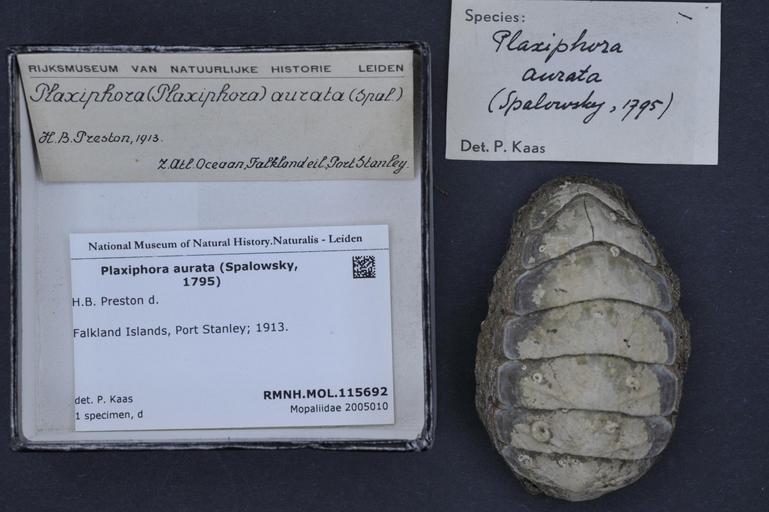 RIJKSMUSEUM VAN NATUURLIJKE HISTORIE LEIDEN
Plaxiphora (Plaxiphora) aurata (Spal.)
H.B. Preston, 1913.
Z. Atl. Oceaan, Falkland eil, Port Stanley.
National Museum of Natural History.Naturalis - Leiden
Plaxiphora aurata (Spalowsky,
1795)
H.B. Preston d.
Falkland Islands, Port Stanley; 1913.
det. P. Kaas
1 specimen, d
RMNH.MOL.115692
Mopaliidae 2005010
Species:
Plaxiphora
aurata
(Spalowsky, 1795)
Det. P. Kaas